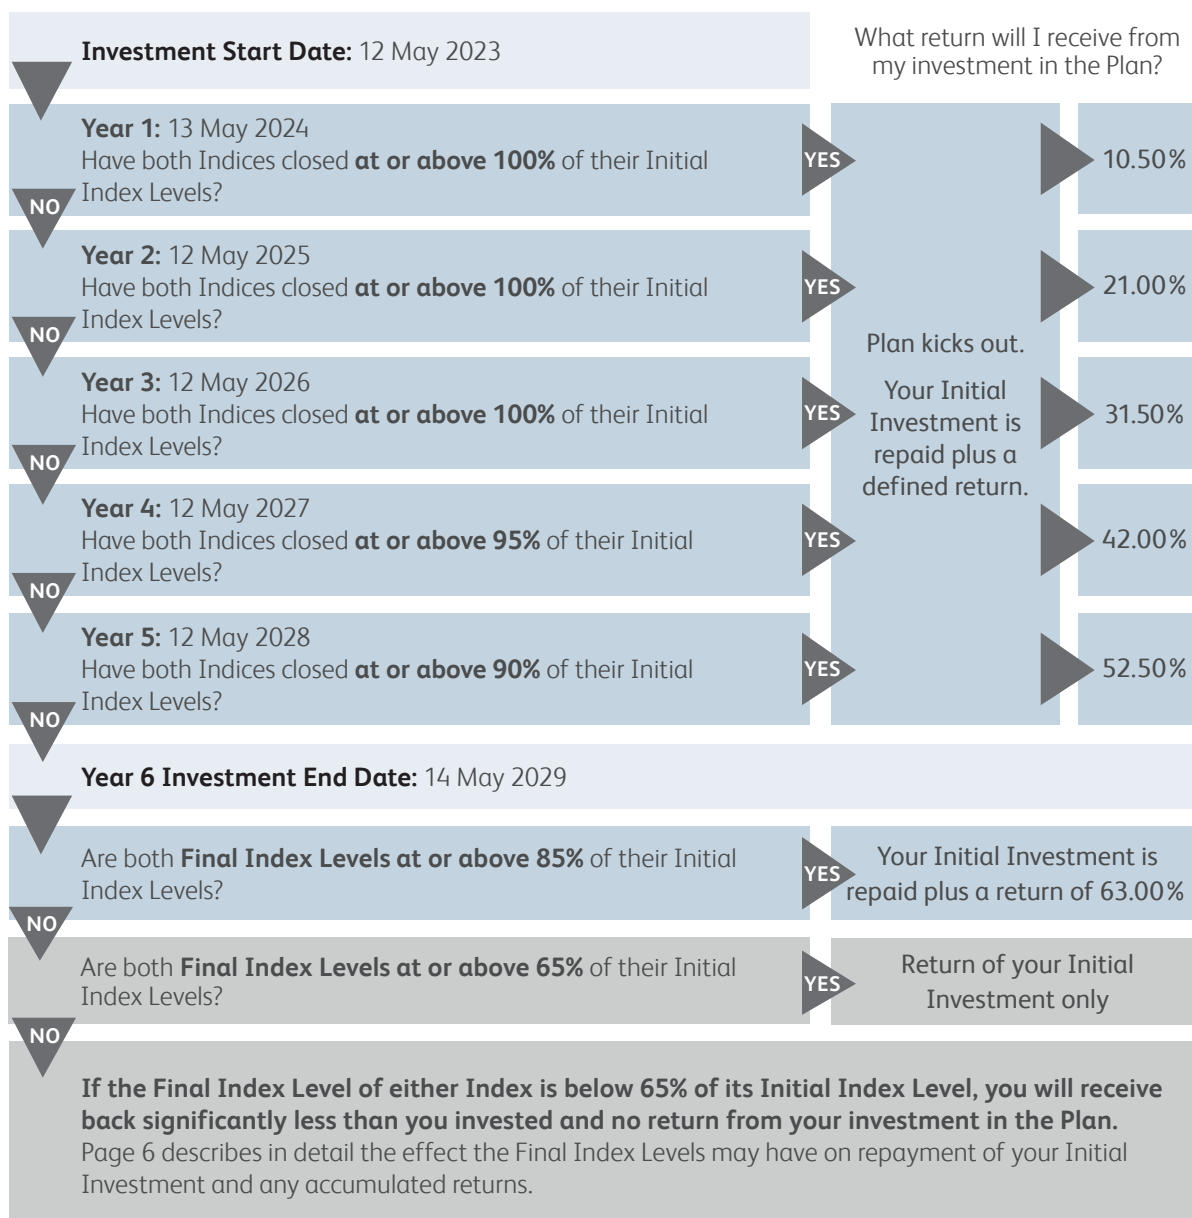 Investment Start Date: 12 May 2023
What return will I receive from
my investment in the Plan?
Year 1: 13 May 2024
Have both Indices closed at or above 100% of their Initial
Index Levels?
YES
10.50%
NO
Year 2: 12 May 2025
Have both Indices closed at or above 100% of their Initial
Index Levels?
YES
21.00%
NO
Year 3: 12 May 2026
Have both Indices closed at or above 100% of their Initial
Index Levels?
YES
Plan kicks out.
Your Initial
Investment is
repaid plus a
defined return.
31.50%
NO
Year 4: 12 May 2027
Have both Indices closed at or above 95% of their Initial
Index Levels?
YES
42.00%
NO
Year 5: 12 May 2028
Have both Indices closed at or above 90% of their Initial
Index Levels?
YES
52.50%
NO
Year 6 Investment End Date: 14 May 2029
Are both Final Index Levels at or above 85% of their Initial
Index Levels?
YES
Your Initial Investment is
repaid plus a return of 63.00%
NO
Are both Final Index Levels at or above 65% of their Initial
Index Levels?
YES
Return of your Initial
Investment only
NO
If the Final Index Level of either Index is below 65% of its Initial Index Level, you will receive
back significantly less than you invested and no return from your investment in the Plan.
Page 6 describes in detail the effect the Final Index Levels may have on repayment of your Initial
Investment and any accumulated returns.